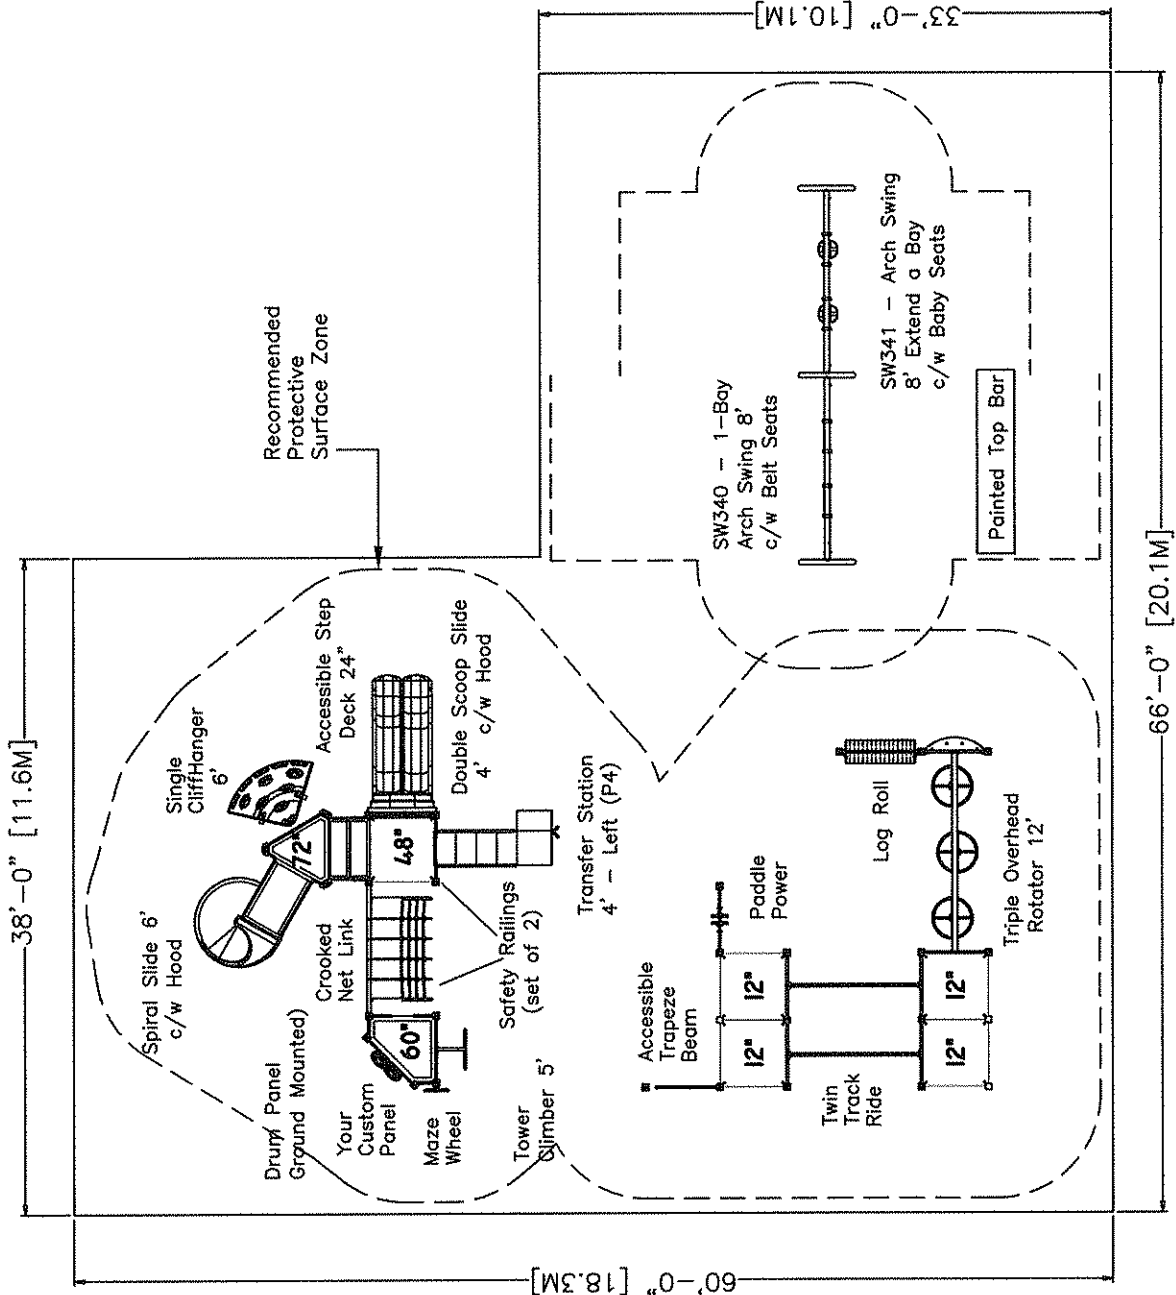 38'-0" [11.6M]
33'-0" [10.1M]
60'-0" [18.3M]
66'-0" [20.1M]
Recommended
Protective
Surface Zone
Spiral Slide 6'
c/w Hood
Single
CliffHanger
6'
Accessible Step
Deck 24"
Double Scoop Slide
4' c/w Hood
72"
48"
60"
Crooked
Net Link
Drum Panel
Ground Mounted)
Your
Custom
Panel
Maze
Wheel
Tower
Climber 5'
Safety Railings
(set of 2)
Transfer Station
4' - Left (P4)
Accessible
Trapeze
Beam
Paddle
Power
12"
12"
12"
12"
Twin
Track
Ride
Log Roll
Triple Overhead
Rotator 12'
SW340 - 1-Bay
Arch Swing 8'
c/w Belt Seats
SW341 - Arch Swing
8' Extend a Bay
c/w Baby Seats
Painted Top Bar